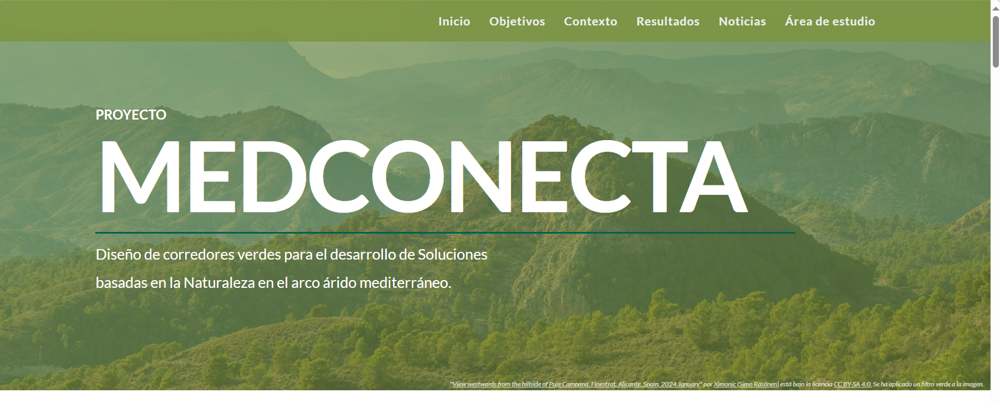 Inicio Objetivos Contexto Resultados Noticias Área de estudio
PROYECTO
MEDCONECTA
Diseño de corredores verdes para el desarrollo de Soluciones
basadas en la Naturaleza en el arco árido mediterráneo.
"View westwards from the hillside of Puig Campana, Finestrat, Alicante, Spain, 2024 January" por Ximonic (Simo Räsänen) está bajo la licencia CC BY-SA 4.0. Se ha aplicado un filtro verde a la imagen.